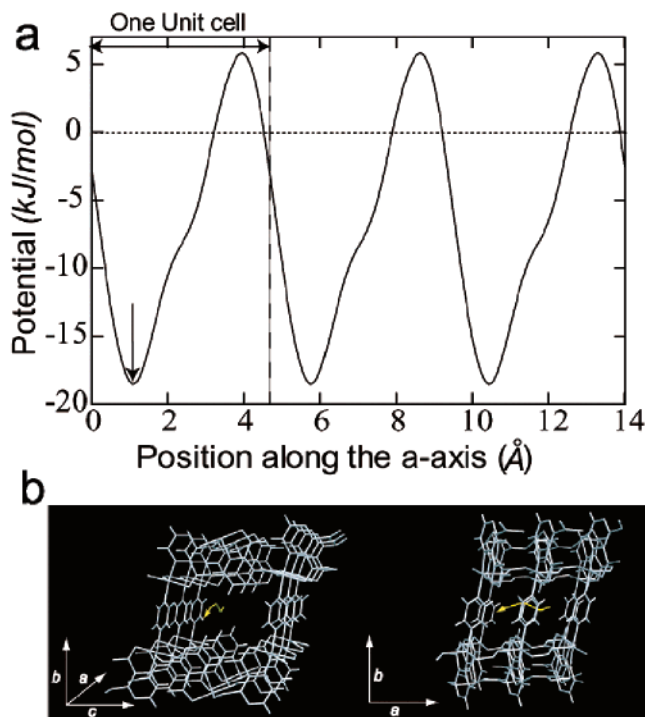 a
One Unit cell
5
0
-5
-10
-15
-20
Potential (kJ/mol)
0 2 4 6 8 10 12 14
Position along the a-axis (Å)
b
b a c
b a